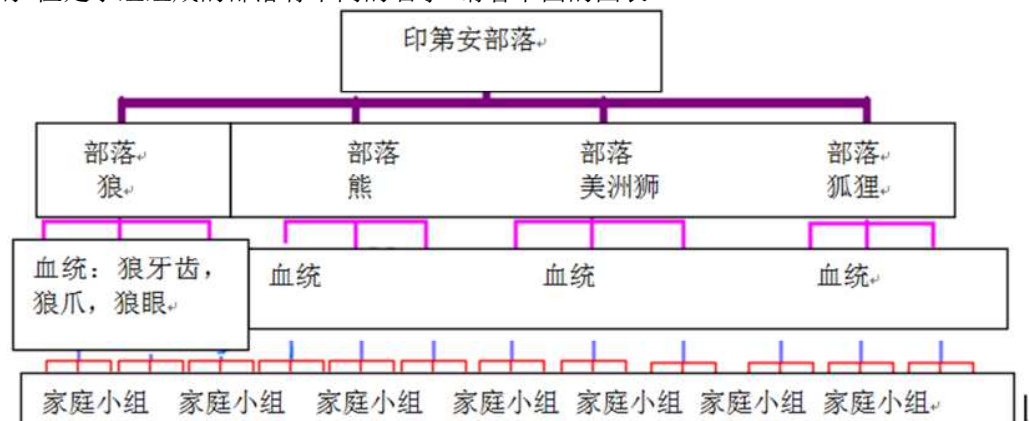 印第安部落
部落 部落 部落 部落
狼 熊 美洲狮 狐狸
血统：狼牙齿， 血统 血统 血统
狼爪，狼眼
家庭小组 家庭小组 家庭小组 家庭小组 家庭小组 家庭小组 家庭小组